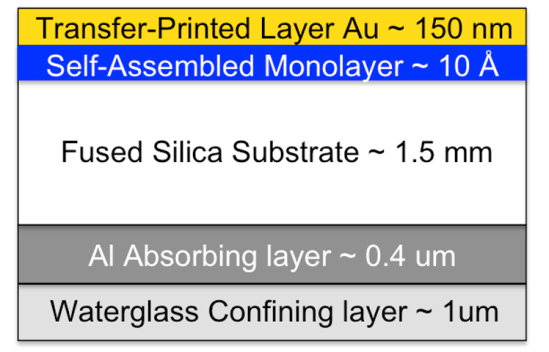 Transfer-Printed Layer Au ~ 150 nm
Self-Assembled Monolayer ~ 10 Å
Fused Silica Substrate ~ 1.5 mm
Al Absorbing layer ~ 0.4 um
Waterglass Confining layer ~ 1um